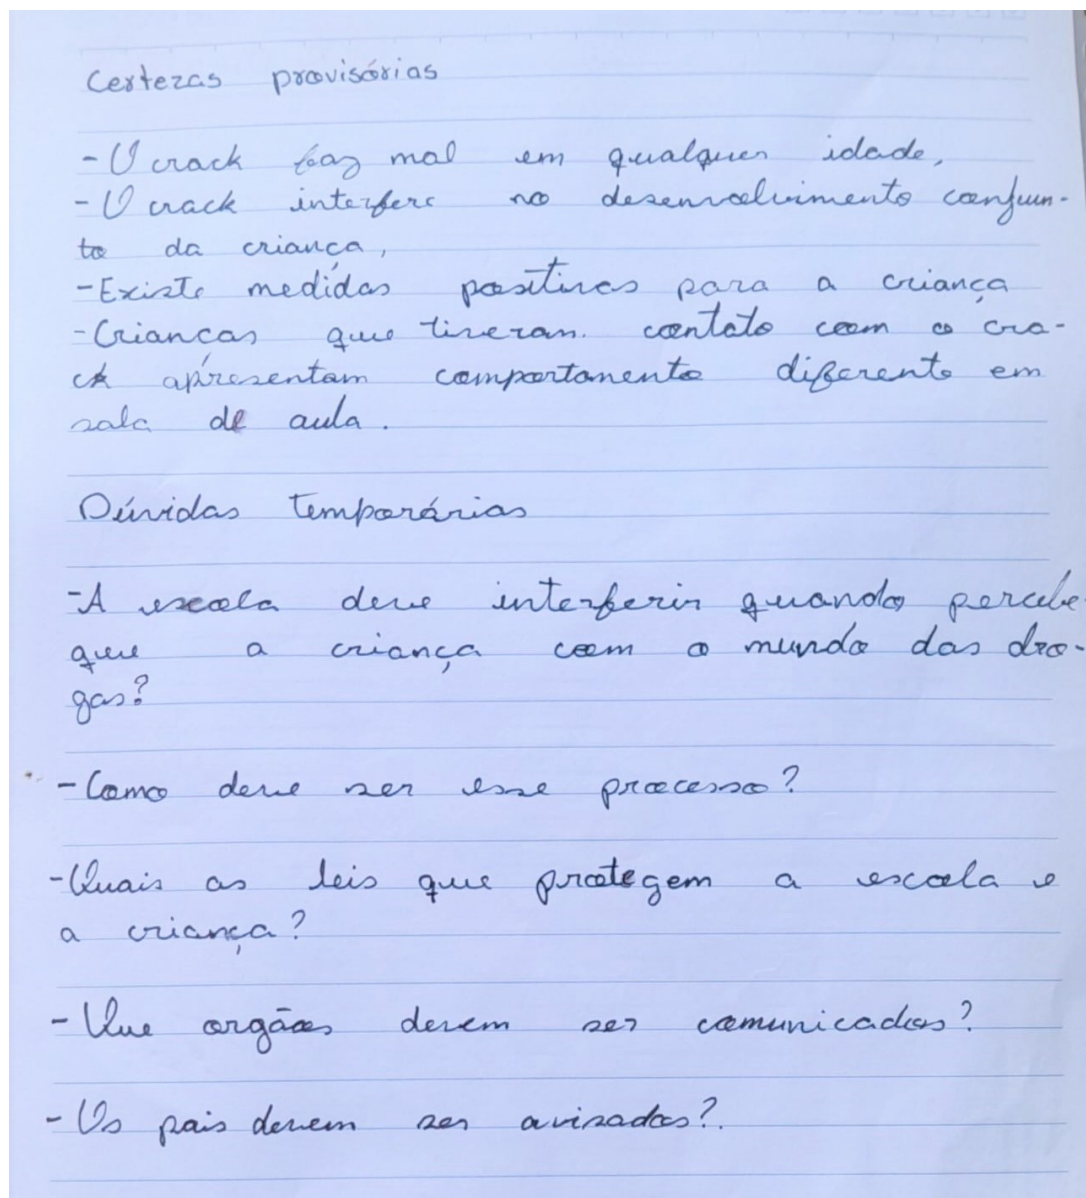 Certezas provisórias
- O crack faz mal em qualquer idade,
- O crack interfere no desenvolvimento conjun-
to da criança,
- Existe medidas positivas para a criança
- Criancas que tiveram contato com o cra-
ck apresentam comportamento diferente em
sala de aula.
Dúvidas temporárias
- A escola deve interferir quando percebe
que a criança com o mundo das dro-
gas?
- Como deve ser esse processo?
- Quais as leis que protegem a escola e
a criança?
- Que orgãos devem ser comunicados?
- Os pais devem ser avisados?.